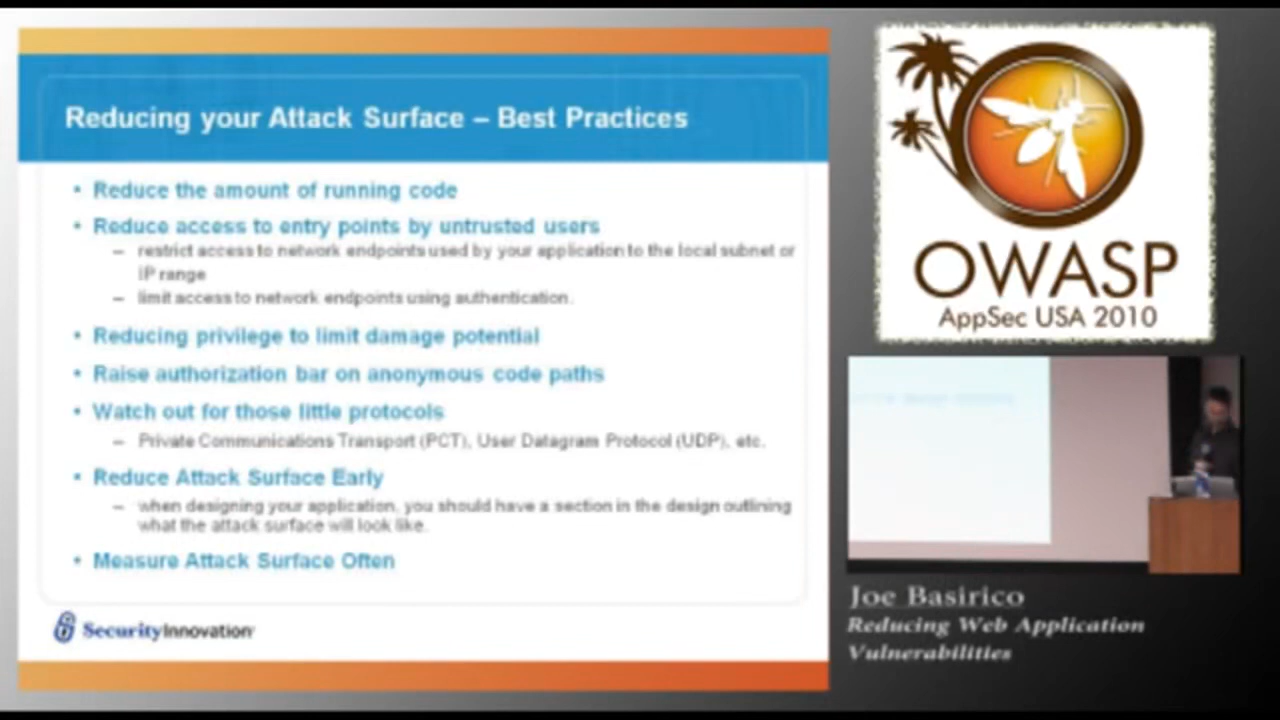 Reducing your Attack Surface – Best Practices
• Reduce the amount of running code
• Reduce access to entry points by untrusted users
– restrict access to network endpoints used by your application to the local subnet or
IP range
– limit access to network endpoints using authentication.
• Reducing privilege to limit damage potential
• Raise authorization bar on anonymous code paths
• Watch out for those little protocols
– Private Communications Transport (PCT), User Datagram Protocol (UDP), etc.
• Reduce Attack Surface Early
– when designing your application, you should have a section in the design outlining
what the attack surface will look like.
• Measure Attack Surface Often
SecurityInnovation
OWASP
AppSec USA 2010
Joe Basirico
Reducing Web Application
Vulnerabilities